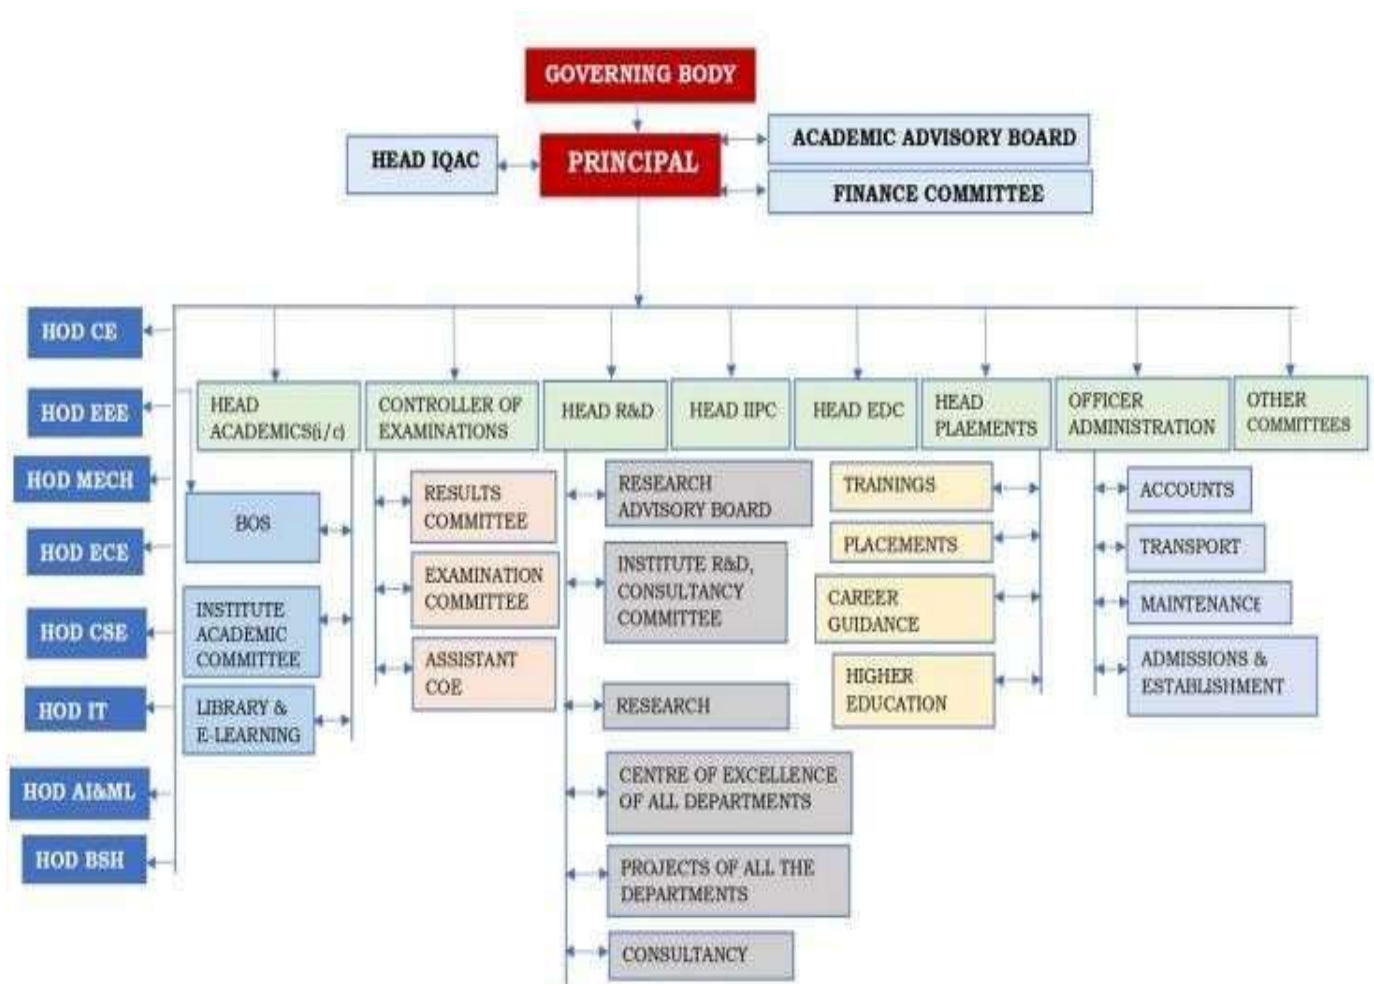 GOVERNING BODY
HEAD IQAC
PRINCIPAL
ACADEMIC ADVISORY BOARD
FINANCE COMMITTEE
HOD CE
HOD EEE
HOD MECH
HOD ECE
HOD CSE
HOD IT
HOD AI&ML
HOD BSH
HEAD
ACADEMICS(i/c)
BOS
INSTITUTE
ACADEMIC
COMMITTEE
LIBRARY &
E-LEARNING
CONTROLLER OF
EXAMINATIONS
RESULTS
COMMITTEE
EXAMINATION
COMMITTEE
ASSISTANT
COE
HEAD R&D
RESEARCH
ADVISORY BOARD
INSTITUTE R&D,
CONSULTANCY
COMMITTEE
RESEARCH
CENTRE OF EXCELLENCE
OF ALL DEPARTMENTS
PROJECTS OF ALL THE
DEPARTMENTS
CONSULTANCY
HEAD IIPC
HEAD EDC
HEAD
PLAEMENTS
TRAININGS
PLACEMENTS
CAREER
GUIDANCE
HIGHER
EDUCATION
OFFICER
ADMINISTRATION
ACCOUNTS
TRANSPORT
MAINTENANCE
ADMISSIONS &
ESTABLISHMENT
OTHER
COMMITTEES